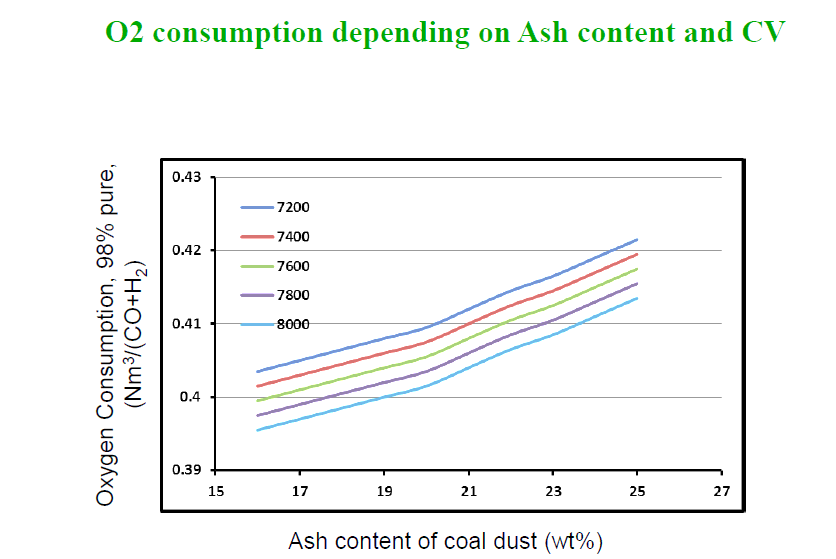 O2 consumption depending on Ash content and CV
Oxygen Consumption, 98% pure,
(Nm³/(CO+H₂)
0.43
0.42
0.41
0.4
0.39
7200
7400
7600
7800
8000
15 17 19 21 23 25 27
Ash content of coal dust (wt%)